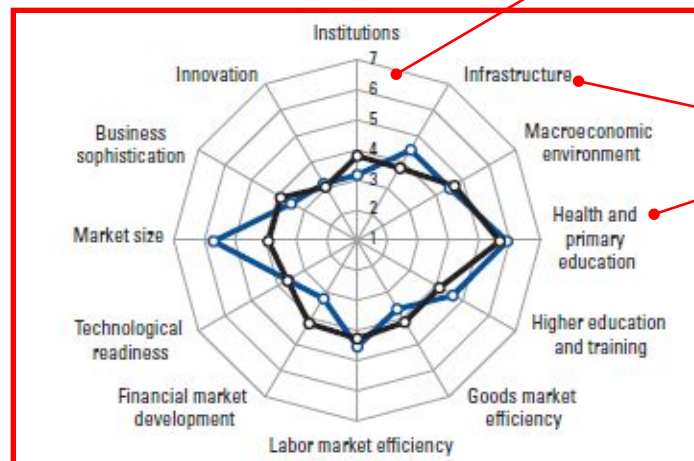 Institutions
7
6
5
4
3
2
1
Infrastructure
Macroeconomic
environment
Health and
primary
education
Higher education
and training
Goods market
efficiency
Labor market efficiency
Financial market
development
Technological
readiness
Market size
Business
sophistication
Innovation